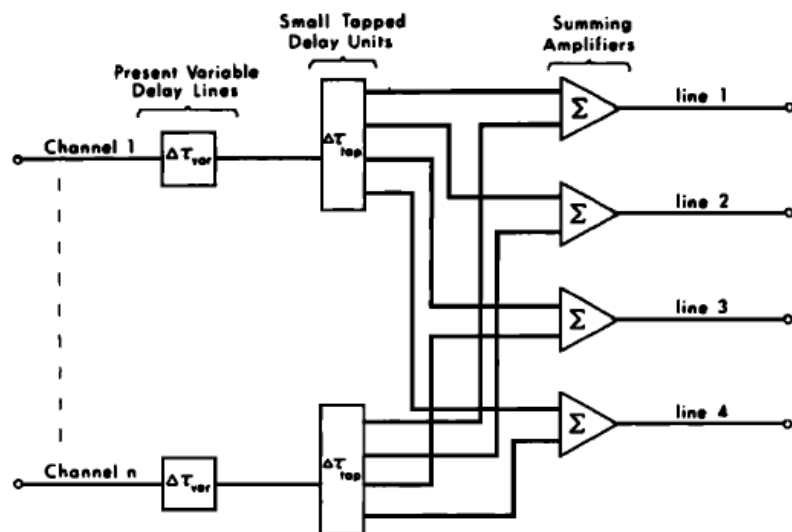 Small Tapped
Delay Units
Summing
Amplifiers
Present Variable
Delay Lines
Channel 1
Δτvar
Δτtap
Σ
line 1
Σ
line 2
Σ
line 3
Σ
line 4
Channel n
Δτvar
Δτtap